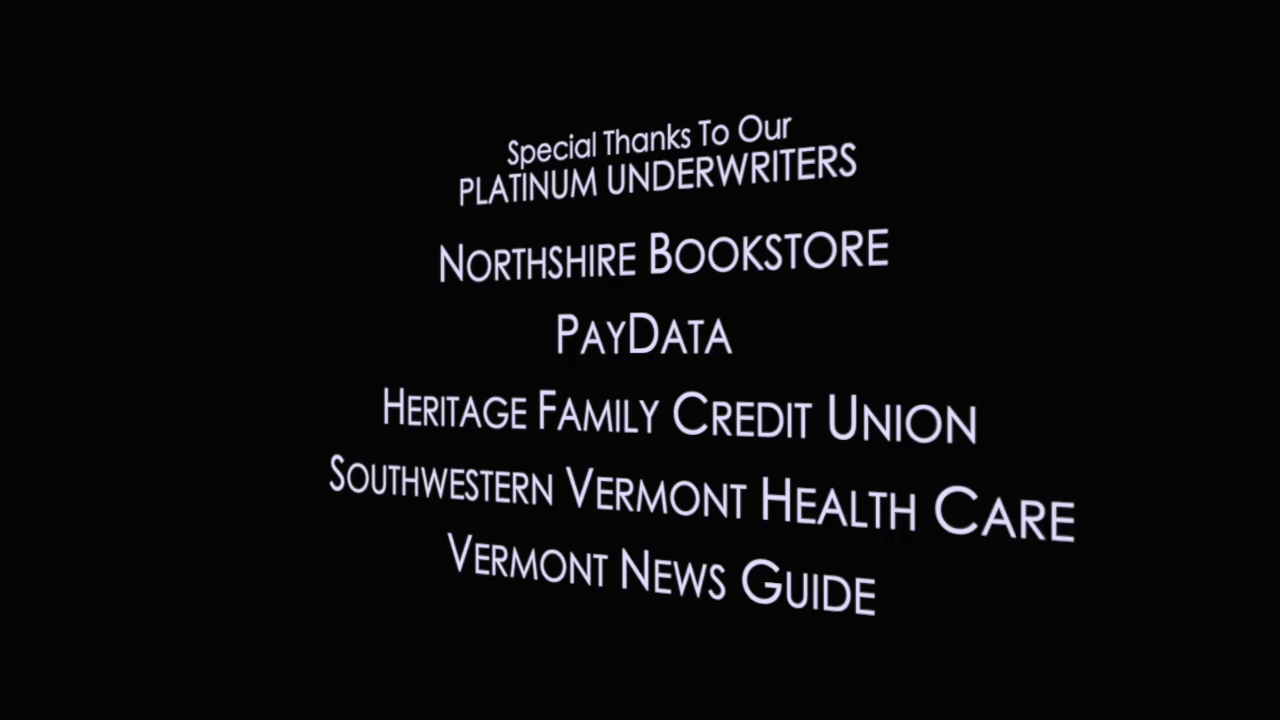 Special Thanks To Our
PLATINUM UNDERWRITERS
NORTHSHIRE BOOKSTORE
PAYDATA
HERITAGE FAMILY CREDIT UNION
SOUTHWESTERN VERMONT HEALTH CARE
VERMONT NEWS GUIDE